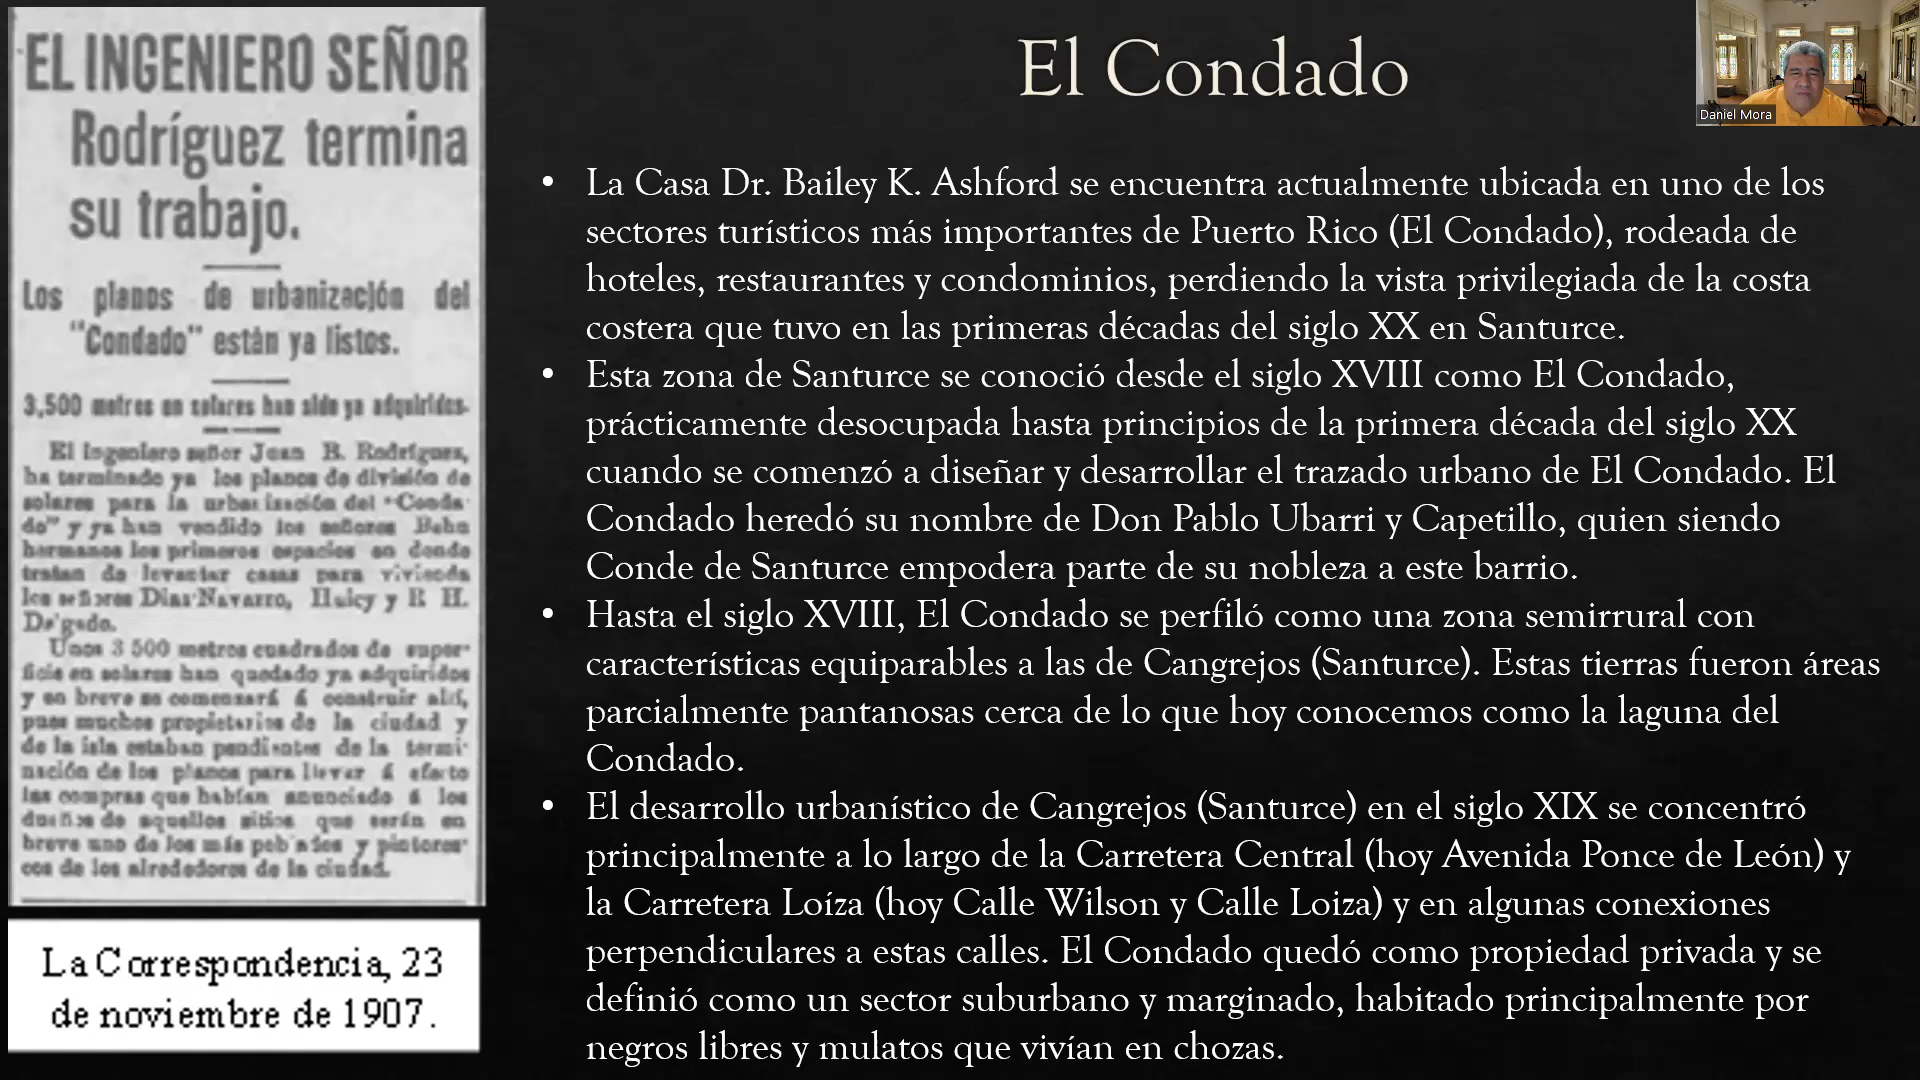 EL INGENIERO SEÑOR
Rodríguez termina
su trabajo.
Los planos de urbanización del
"Condado" están ya listos.
3,500 metros en solares han sido ya adquiridos.
El ingeniero señor Juan B. Rodríguez,
ha terminado ya los planos de división de
solares para la urbanización del "Conda-
do" y ya han vendido los señores Behn
hermanos los primeros espacios en donde
tratan de levantar casas para vivienda
los señores Diaz Navarro, y R. H.
Delgado.
Unos 3 500 metros cuadrados de super-
ficie en solares han quedado ya adquiridos
y en breve se comenzará á construir allí,
pues muchos propietarios de la ciudad y
de la isla estaban pendientes de la termi-
nación de los planos para llevar á efecto
las compras que habían anunciado á los
dueños de aquellos sitios que serán en
breve uno de los más poblados y pintores-
cos de los alrededores de la ciudad.
La Correspondencia, 23
de noviembre de 1907.
El Condado
Daniel Mora
• La Casa Dr. Bailey K. Ashford se encuentra actualmente ubicada en uno de los
sectores turísticos más importantes de Puerto Rico (El Condado), rodeada de
hoteles, restaurantes y condominios, perdiendo la vista privilegiada de la costa
costera que tuvo en las primeras décadas del siglo XX en Santurce.
• Esta zona de Santurce se conoció desde el siglo XVIII como El Condado,
prácticamente desocupada hasta principios de la primera década del siglo XX
cuando se comenzó a diseñar y desarrollar el trazado urbano de El Condado. El
Condado heredó su nombre de Don Pablo Ubarri y Capetillo, quien siendo
Conde de Santurce empodera parte de su nobleza a este barrio.
• Hasta el siglo XVIII, El Condado se perfiló como una zona semirrural con
características equiparables a las de Cangrejos (Santurce). Estas tierras fueron áreas
parcialmente pantanosas cerca de lo que hoy conocemos como la laguna del
Condado.
• El desarrollo urbanístico de Cangrejos (Santurce) en el siglo XIX se concentró
principalmente a lo largo de la Carretera Central (hoy Avenida Ponce de León) y
la Carretera Loíza (hoy Calle Wilson y Calle Loiza) y en algunas conexiones
perpendiculares a estas calles. El Condado quedó como propiedad privada y se
definió como un sector suburbano y marginado, habitado principalmente por
negros libres y mulatos que vivían en chozas.